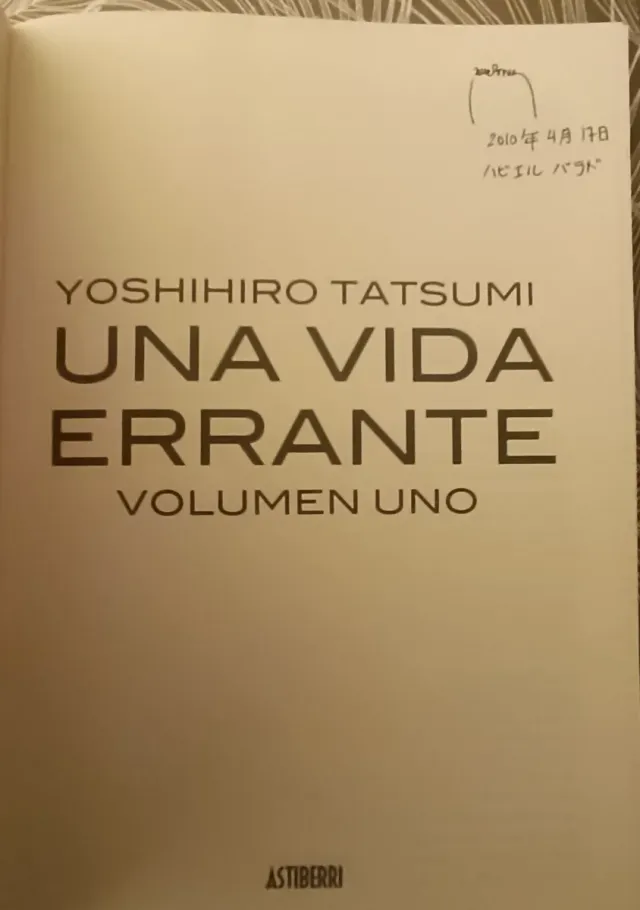 2010年4月17日
ハビエル バラド
YOSHIHIRO TATSUMI
UNA VIDA
ERRANTE
VOLUMEN UNO
ASTIBERRI